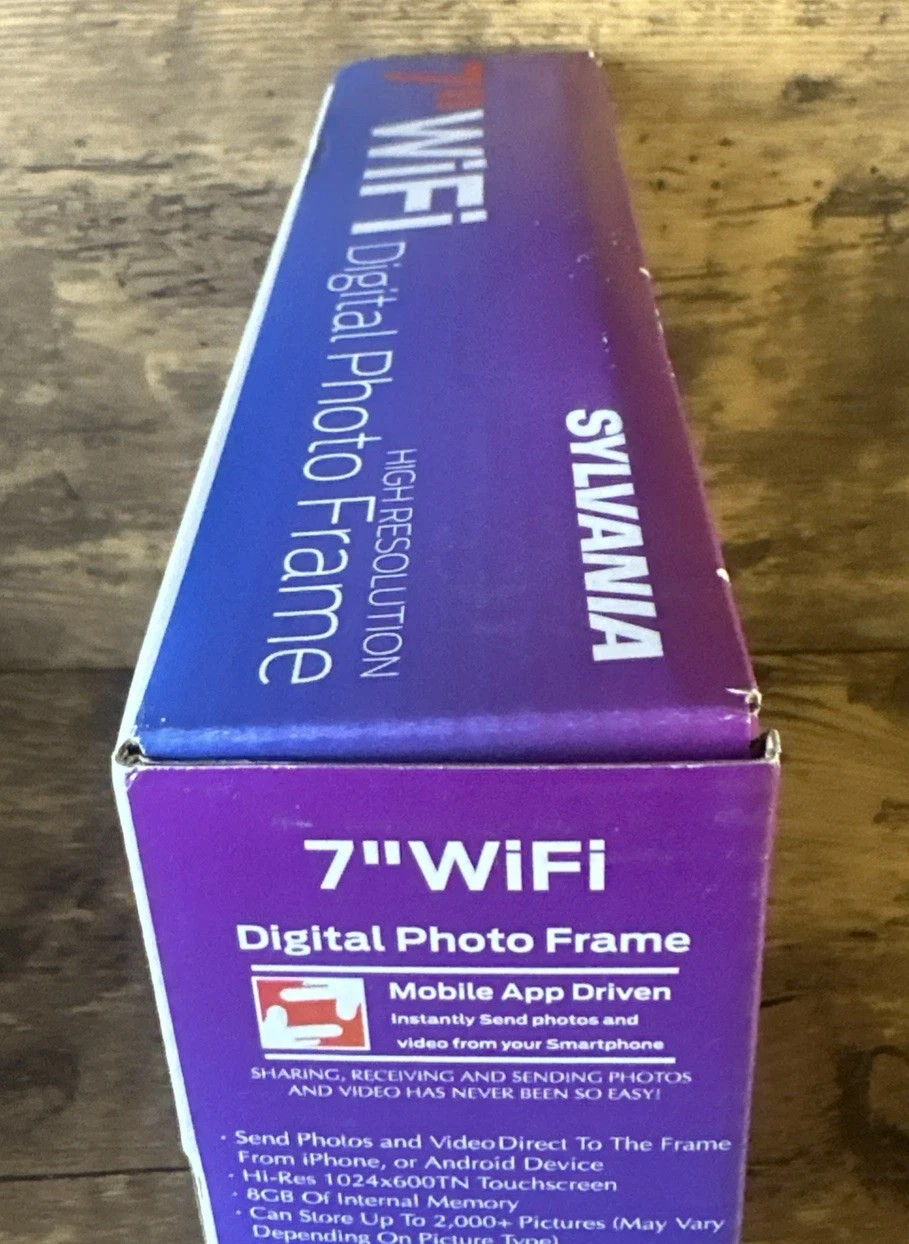 7" WiFi
Digital Photo Frame
HIGH RESOLUTION
SYLVANIA
7" WiFi
Digital Photo Frame
Mobile App Driven
Instantly Send photos and
video from your Smartphone
SHARING, RECEIVING AND SENDING PHOTOS
AND VIDEO HAS NEVER BEEN SO EASY!
· Send Photos and Video Direct To The Frame
From iPhone, or Android Device
· Hi-Res 1024x600TN Touchscreen
· 8GB Of Internal Memory
· Can Store Up To 2,000+ Pictures (May Vary
Depending On Picture Type)